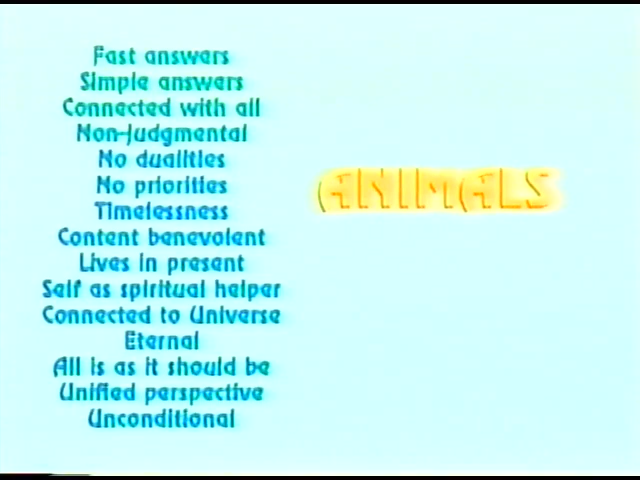 Fast answers
Simple answers
Connected with all
Non-Judgmental
No dualities
No priorities
Timelessness
Content benevolent
Lives in present
Self as spiritual helper
Connected to Universe
Eternal
All is as it should be
Unified perspective
Unconditional
ANIMALS